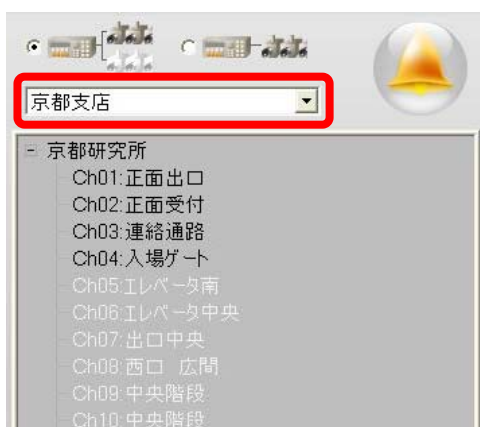 京都支店
京都研究所
Ch01:正面出口
Ch02:正面受付
Ch03:連絡通路
Ch04:入場ゲート
Ch05:エレベータ南
Ch06:エレベータ中央
Ch07:出口中央
Ch08:西口 広間
Ch09:中央階段
Ch10:中央階段